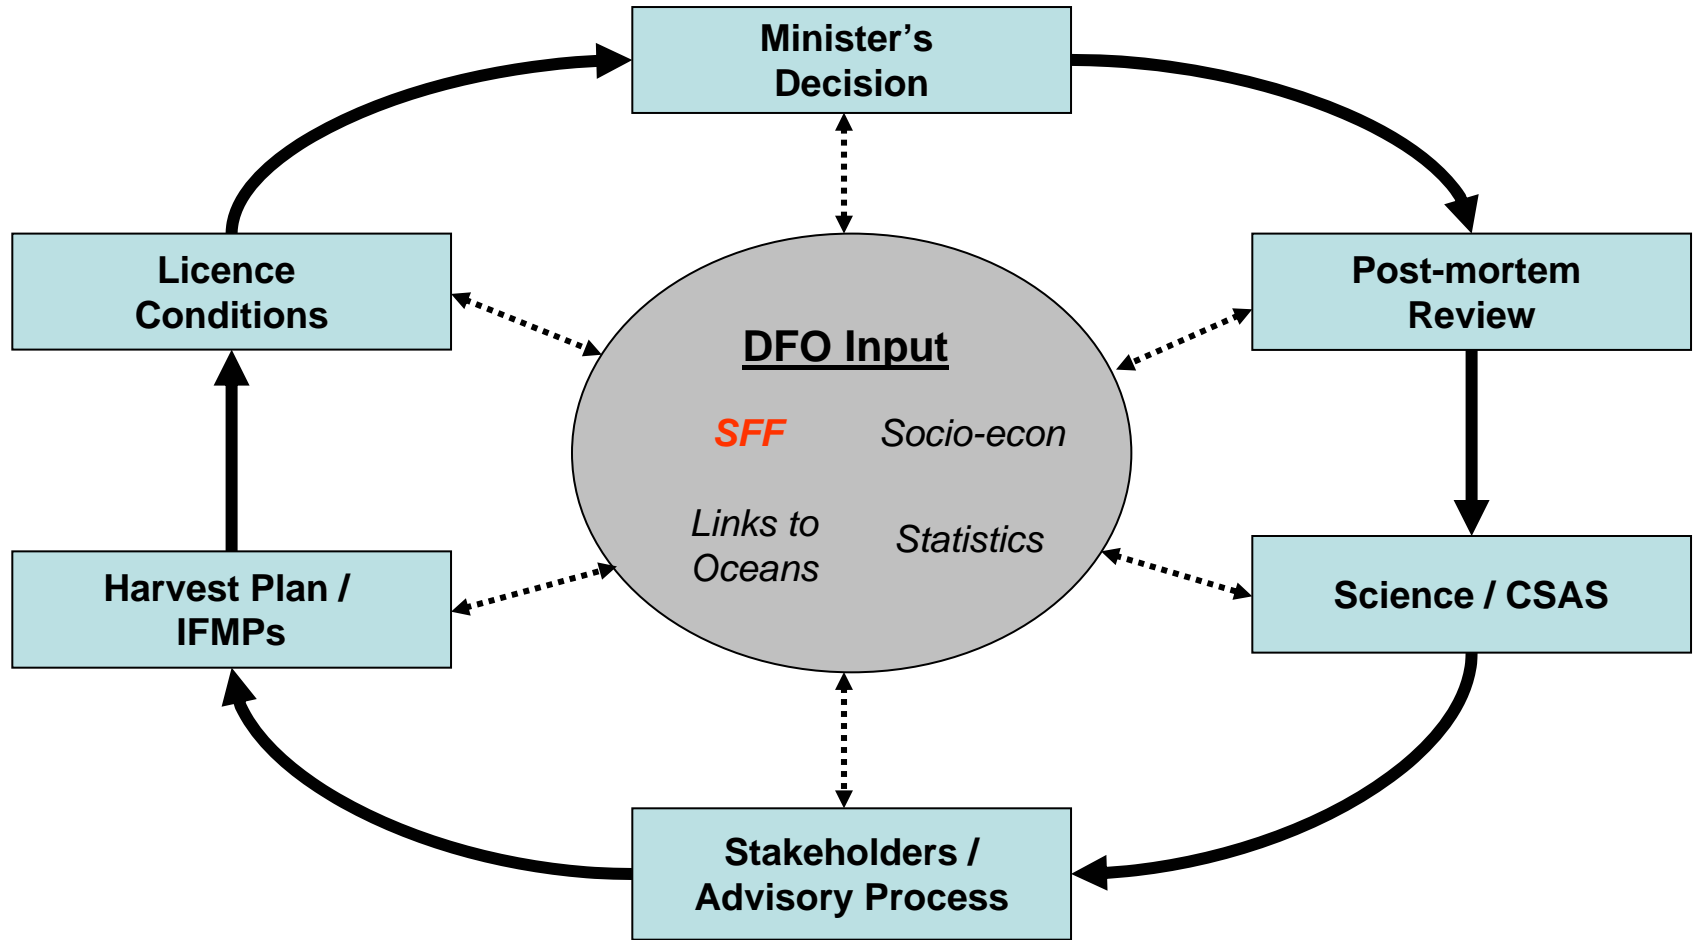 Minister’s
Decision
Licence
Conditions
Post-mortem
Review
DFO Input
SFF
Socio-econ
Links to
Oceans
Statistics
Harvest Plan /
IFMPs
Science / CSAS
Stakeholders /
Advisory Process